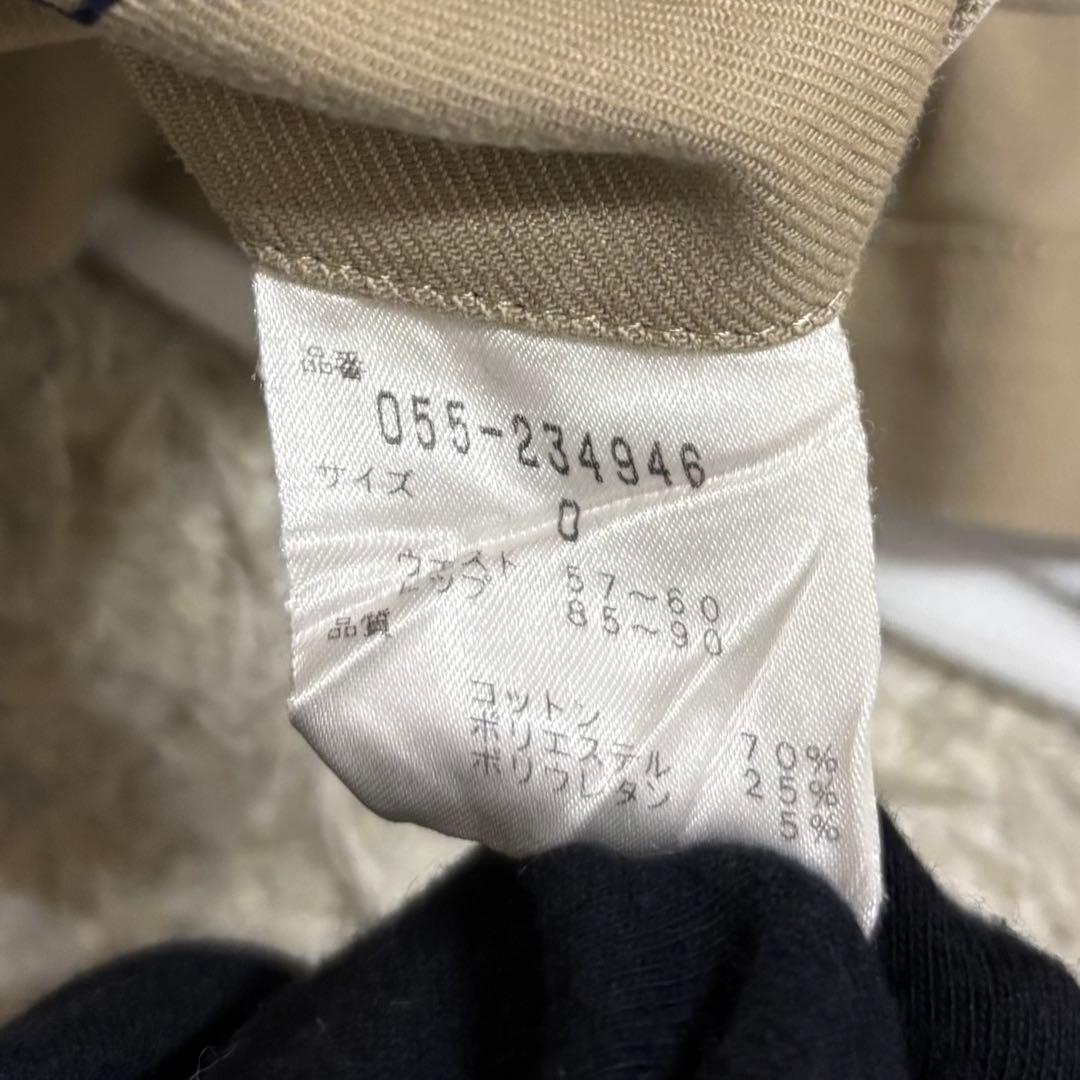 品番
055-234946
サイズ
0
ウエスト 57~60
ヒップ 85~90
品質
コットン 70%
ポリエステル 25%
ポリウレタン 5%